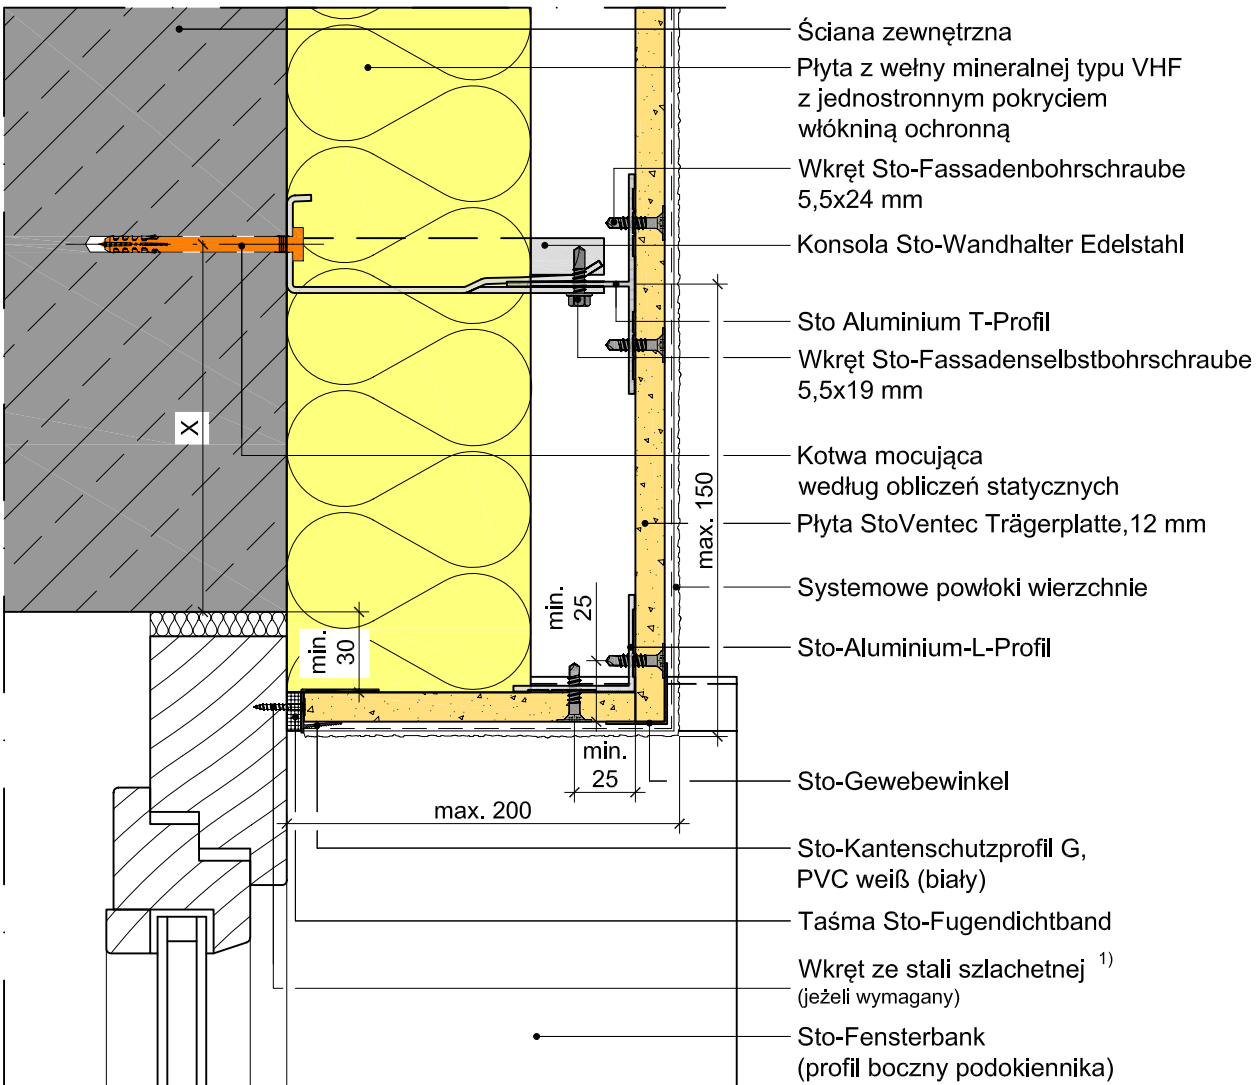 Ściana zewnętrzna
Płyta z wełny mineralnej typu VHF
z jednostronnym pokryciem
włókniną ochronną
Wkręt Sto-Fassadenbohrschraube
5,5x24 mm
Konsola Sto-Wandhalter Edelstahl
Sto Aluminium T-Profil
Wkręt Sto-Fassadenselbstbohrschraube
5,5x19 mm
X
Kotwa mocująca
według obliczeń statycznych
max. 150
Płyta StoVentec Trägerplatte,12 mm
Systemowe powłoki wierzchnie
min.
25
min.
30
Sto-Aluminium-L-Profil
min.
25
Sto-Gewebewinkel
max. 200
Sto-Kantenschutzprofil G,
PVC weiß (biały)
Taśma Sto-Fugendichtband
Wkręt ze stali szlachetnej 1)
(jeżeli wymagany)
Sto-Fensterbank
(profil boczny podokiennika)